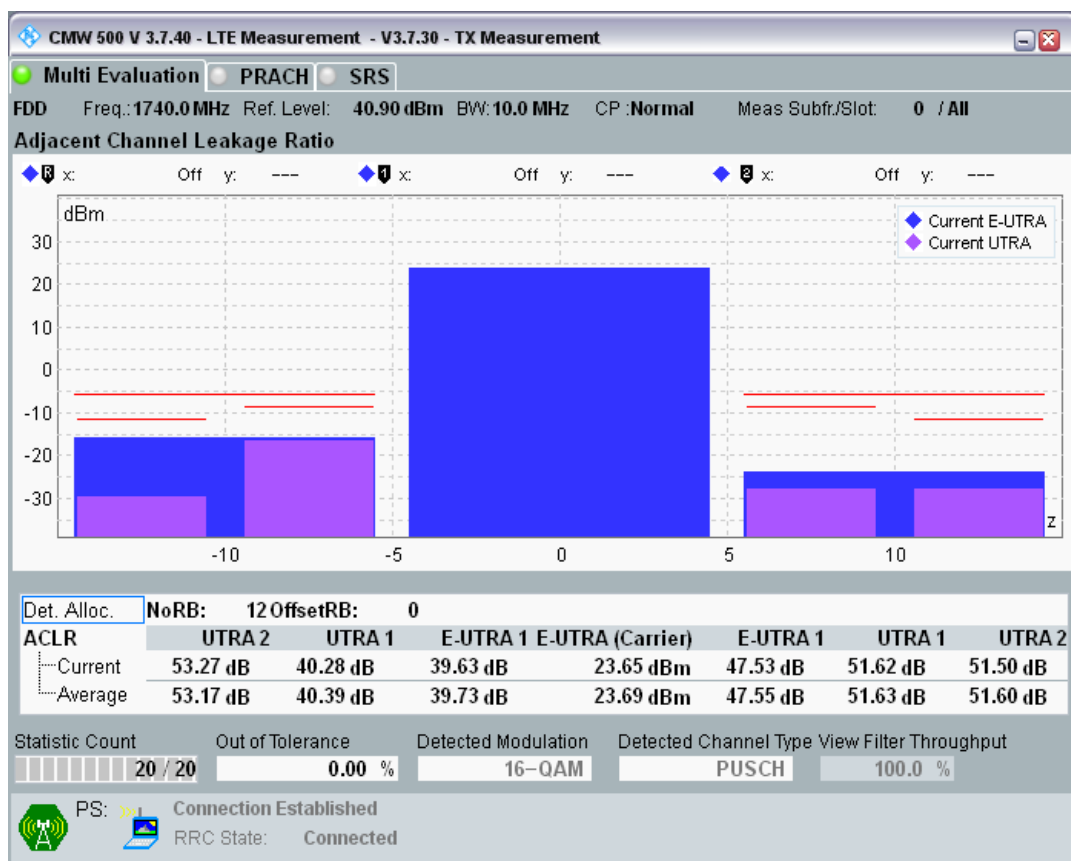 CMW 500 V 3.7.40 - LTE Measurement - V3.7.30 - TX Measurement
Multi Evaluation PRACH SRS
FDD Freq.: 1740.0 MHz Ref. Level: 40.90 dBm BW: 10.0 MHz CP :Normal Meas Subfr./Slot: 0 / All
Adjacent Channel Leakage Ratio
R x: Off y: --- 1 x: Off y: --- 2 x: Off y: ---
dBm
Current E-UTRA
Current UTRA
30
20
10
0
-10
-20
-30
z
-10 -5 0 5 10
Det. Alloc. NoRB: 12 OffsetRB: 0
ACLR UTRA 2 UTRA 1 E-UTRA 1 E-UTRA (Carrier) E-UTRA 1 UTRA 1 UTRA 2
Current 53.27 dB 40.28 dB 39.63 dB 23.65 dBm 47.53 dB 51.62 dB 51.50 dB
Average 53.17 dB 40.39 dB 39.73 dB 23.69 dBm 47.55 dB 51.63 dB 51.60 dB
Statistic Count Out of Tolerance Detected Modulation Detected Channel Type View Filter Throughput
20 / 20 0.00 % 16-QAM PUSCH 100.0 %
PS: Connection Established
RRC State: Connected